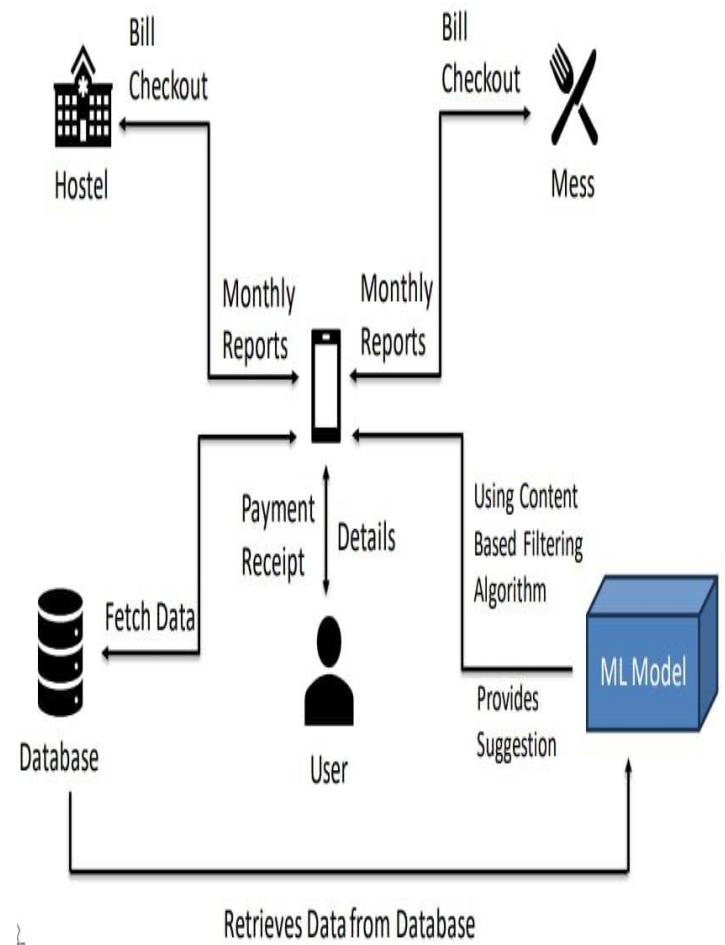 Bill
Checkout
Hostel
Bill
Checkout
Mess
Monthly
Reports
Monthly
Reports
Payment
Receipt
Details
Using Content
Based Filtering
Algorithm
Fetch Data
Database
User
ML Model
Provides
Suggestion
Retrieves Data from Database